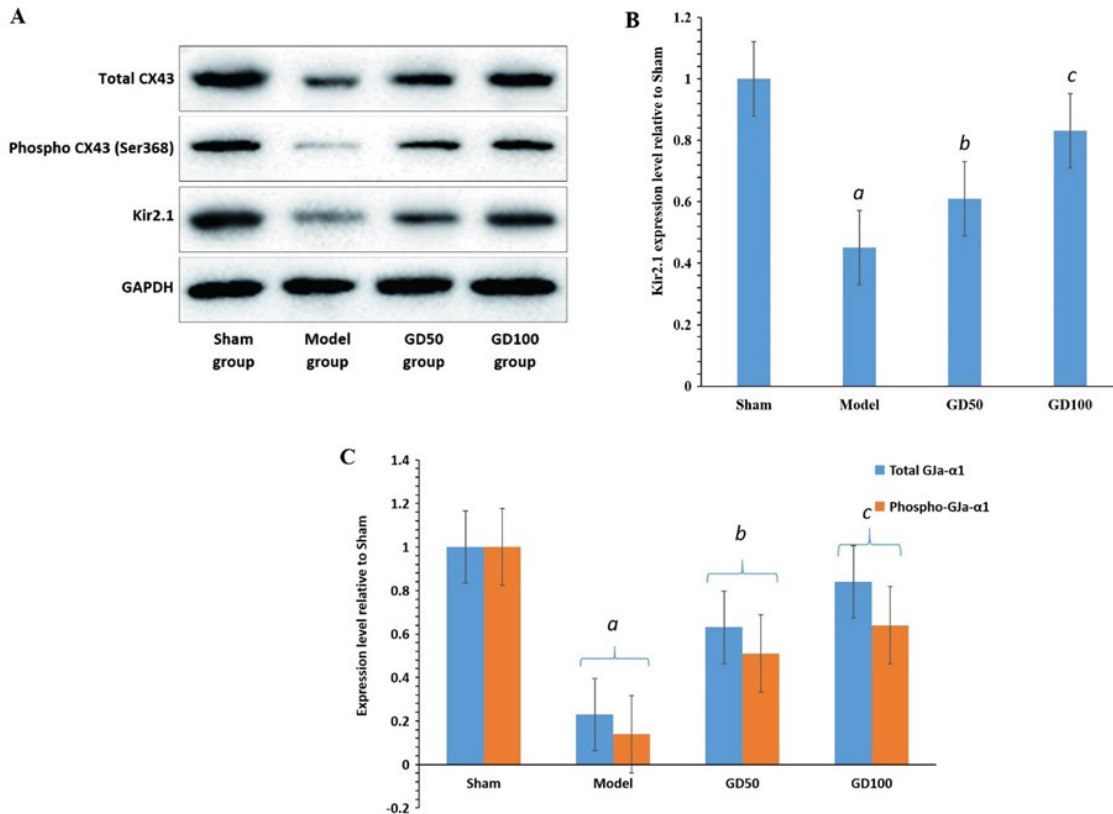 A
Total CX43
Phospho CX43 (Ser368)
Kir2.1
GAPDH
Sham group
Model group
GD50 group
GD100 group
B
Kir2.1 expression level relative to Sham
1.2
1
0.8
0.6
0.4
0.2
0
a
b
c
Sham
Model
GD50
GD100
C
Expression level relative to Sham
1.4
1.2
1
0.8
0.6
0.4
0.2
0
-0.2
Total GJa-α1
Phospho-GJa-α1
a
b
c
Sham
Model
GD50
GD100